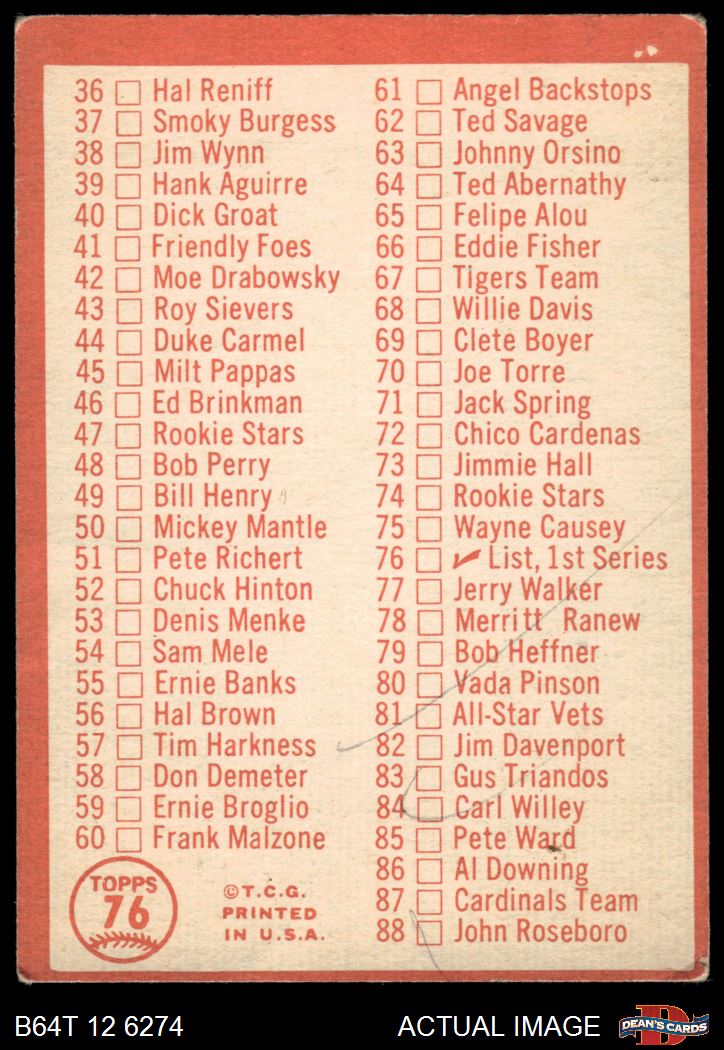 36 Hal Reniff
37 Smoky Burgess
38 Jim Wynn
39 Hank Aguirre
40 Dick Groat
41 Friendly Foes
42 Moe Drabowsky
43 Roy Sievers
44 Duke Carmel
45 Milt Pappas
46 Ed Brinkman
47 Rookie Stars
48 Bob Perry
49 Bill Henry
50 Mickey Mantle
51 Pete Richert
52 Chuck Hinton
53 Denis Menke
54 Sam Mele
55 Ernie Banks
56 Hal Brown
57 Tim Harkness
58 Don Demeter
59 Ernie Broglio
60 Frank Malzone
TOPPS
76
©T.C.G.
PRINTED
IN U.S.A.
61 Angel Backstops
62 Ted Savage
63 Johnny Orsino
64 Ted Abernathy
65 Felipe Alou
66 Eddie Fisher
67 Tigers Team
68 Willie Davis
69 Clete Boyer
70 Joe Torre
71 Jack Spring
72 Chico Cardenas
73 Jimmie Hall
74 Rookie Stars
75 Wayne Causey
76 ✓ List, 1st Series
77 Jerry Walker
78 Merritt Ranew
79 Bob Heffner
80 Vada Pinson
81 All-Star Vets
82 Jim Davenport
83 Gus Triandos
84 Carl Willey
85 Pete Ward
86 Al Downing
87 Cardinals Team
88 John Roseboro
B64T 12 6274
ACTUAL IMAGE
D
DEAN'S CARDS